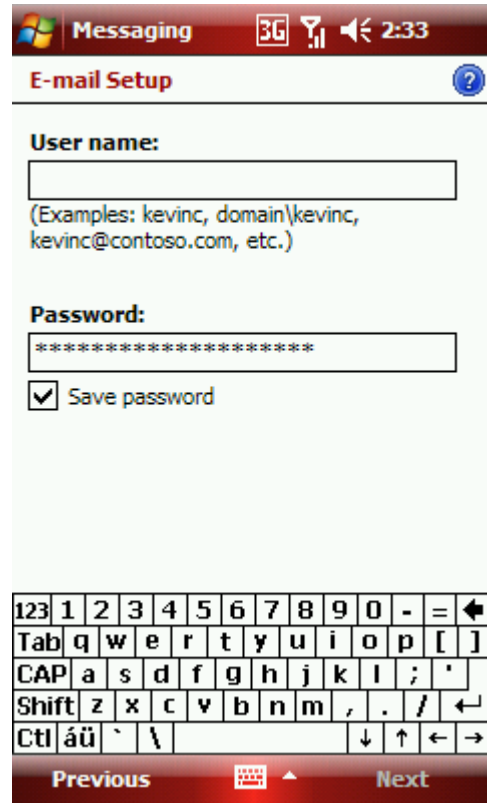 Messaging 3G 2:33
E-mail Setup ?
User name:
(Examples: kevinc, domain\kevinc,
kevinc@contoso.com, etc.)
Password:
********************
Save password
123 1 2 3 4 5 6 7 8 9 0 - =
Tab q w e r t y u i o p [ ]
CAP a s d f g h j k l ; '
Shift z x c v b n m , . /
Ctl áü ` \ ↓ ↑ ← →
Previous Next